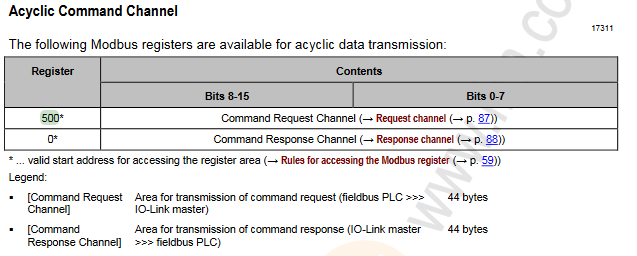 Acyclic Command Channel
17311
The following Modbus registers are available for acyclic data transmission:
Register Contents
Bits 8-15 Bits 0-7
500* Command Request Channel (→ Request channel (→ p. 87))
0* Command Response Channel (→ Response channel (→ p. 88))
* ... valid start address for accessing the register area (→ Rules for accessing the Modbus register (→ p. 59))
Legend:
▪ [Command Request Area for transmission of command request (fieldbus PLC >>> 44 bytes
Channel] IO-Link master)
▪ [Command Area for transmission of command response (IO-Link master 44 bytes
Response Channel] >>> fieldbus PLC)